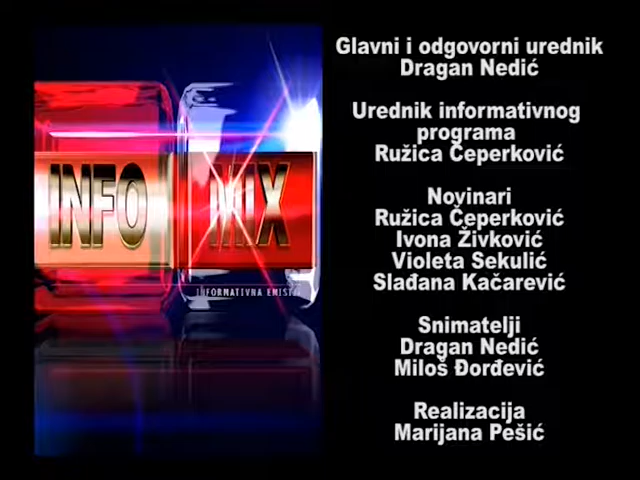 INFO MIX
INFORMATIVNA EMISIJA
Glavni i odgovorni urednik
Dragan Nedić
Urednik informativnog
programa
Ružica Čeperković
Novinari
Ružica Čeperković
Ivona Živković
Violeta Sekulić
Slađana Kačarević
Snimatelji
Dragan Nedić
Miloš Đorđević
Realizacija
Marijana Pešić